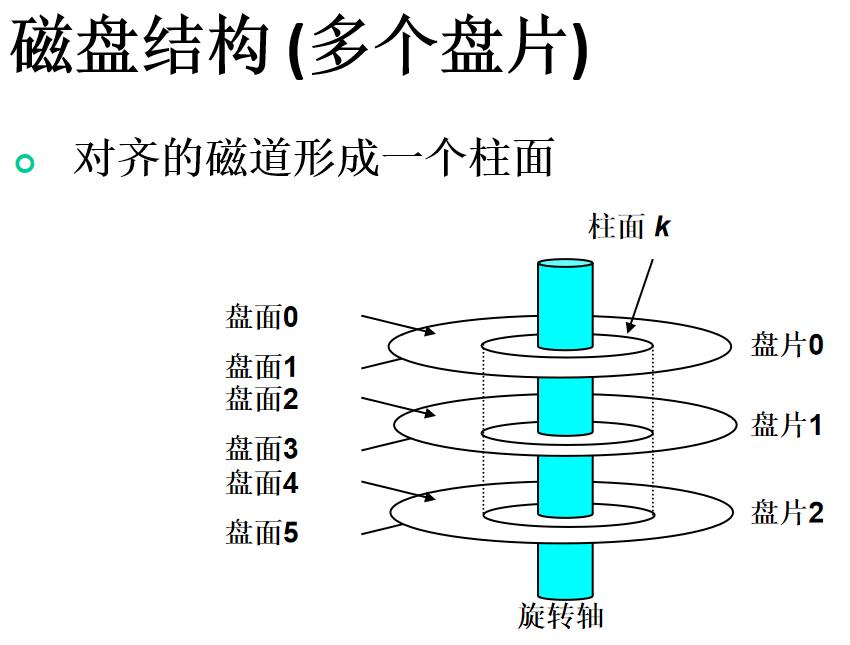 磁盘结构 (多个盘片)
对齐的磁道形成一个柱面
柱面 k
盘面0
盘面1
盘面2
盘面3
盘面4
盘面5
盘片0
盘片1
盘片2
旋转轴